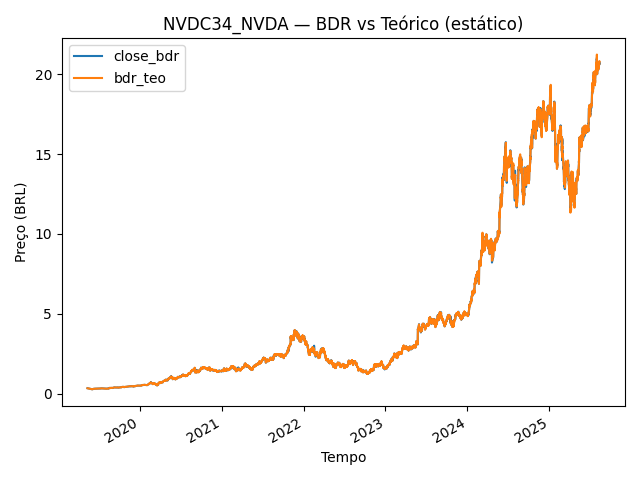 NVDC34_NVDA — BDR vs Teórico (estático)
close_bdr
bdr_teo
Preço (BRL)
20
15
10
5
0
2020
2021
2022
2023
2024
2025
Tempo